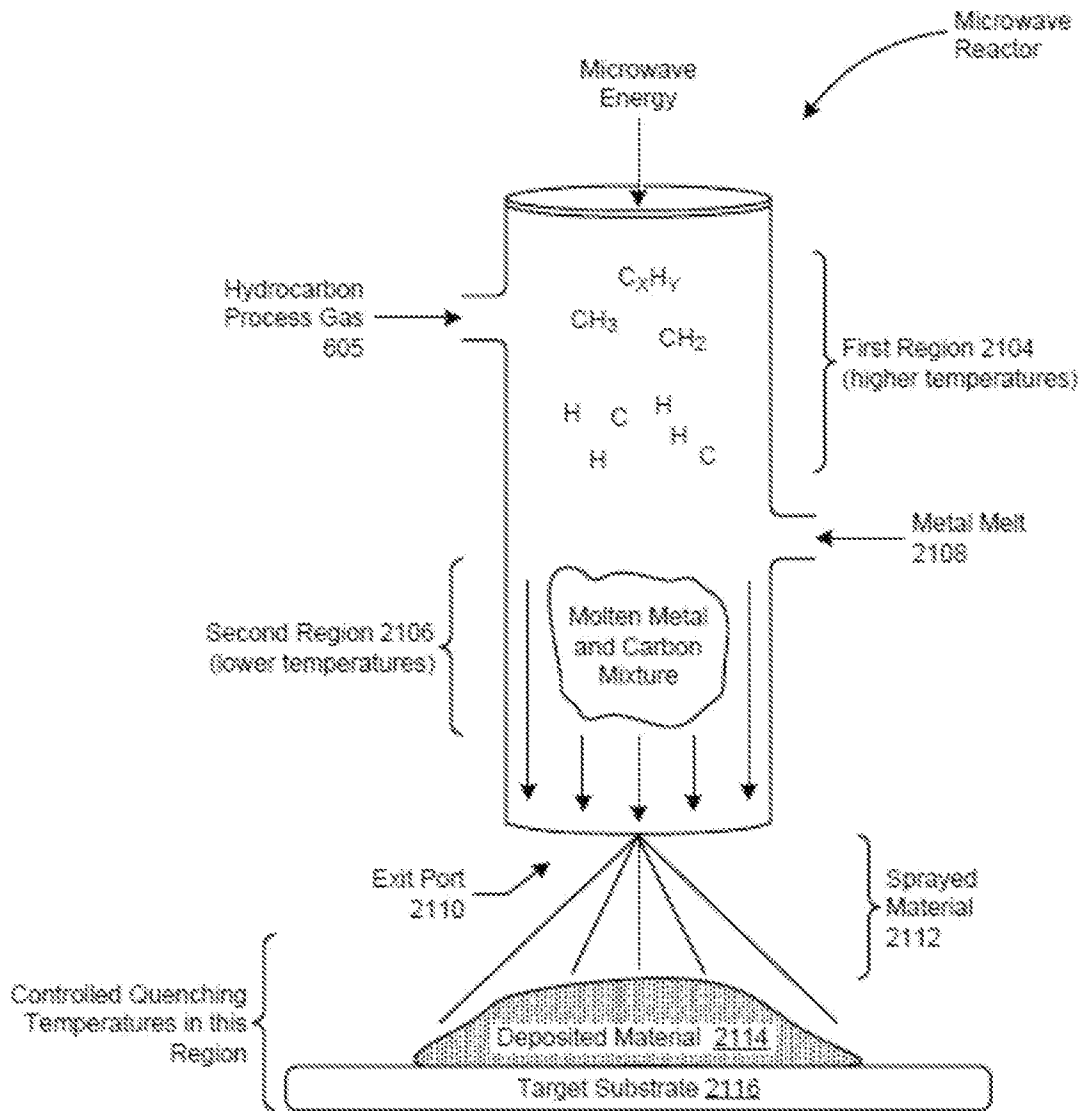 Microwave
Reactor
Microwave
Energy
Hydrocarbon
Process Gas
605
CXHY
CH3
CH2
H
C
H
H
H
C
First Region 2104
(higher temperatures)
Metal Melt
2108
Second Region 2106
(lower temperatures)
Molten Metal
and Carbon
Mixture
Exit Port
2110
Sprayed
Material
2112
Controlled Quenching
Temperatures in this
Region
Deposited Material 2114
Target Substrate 2116